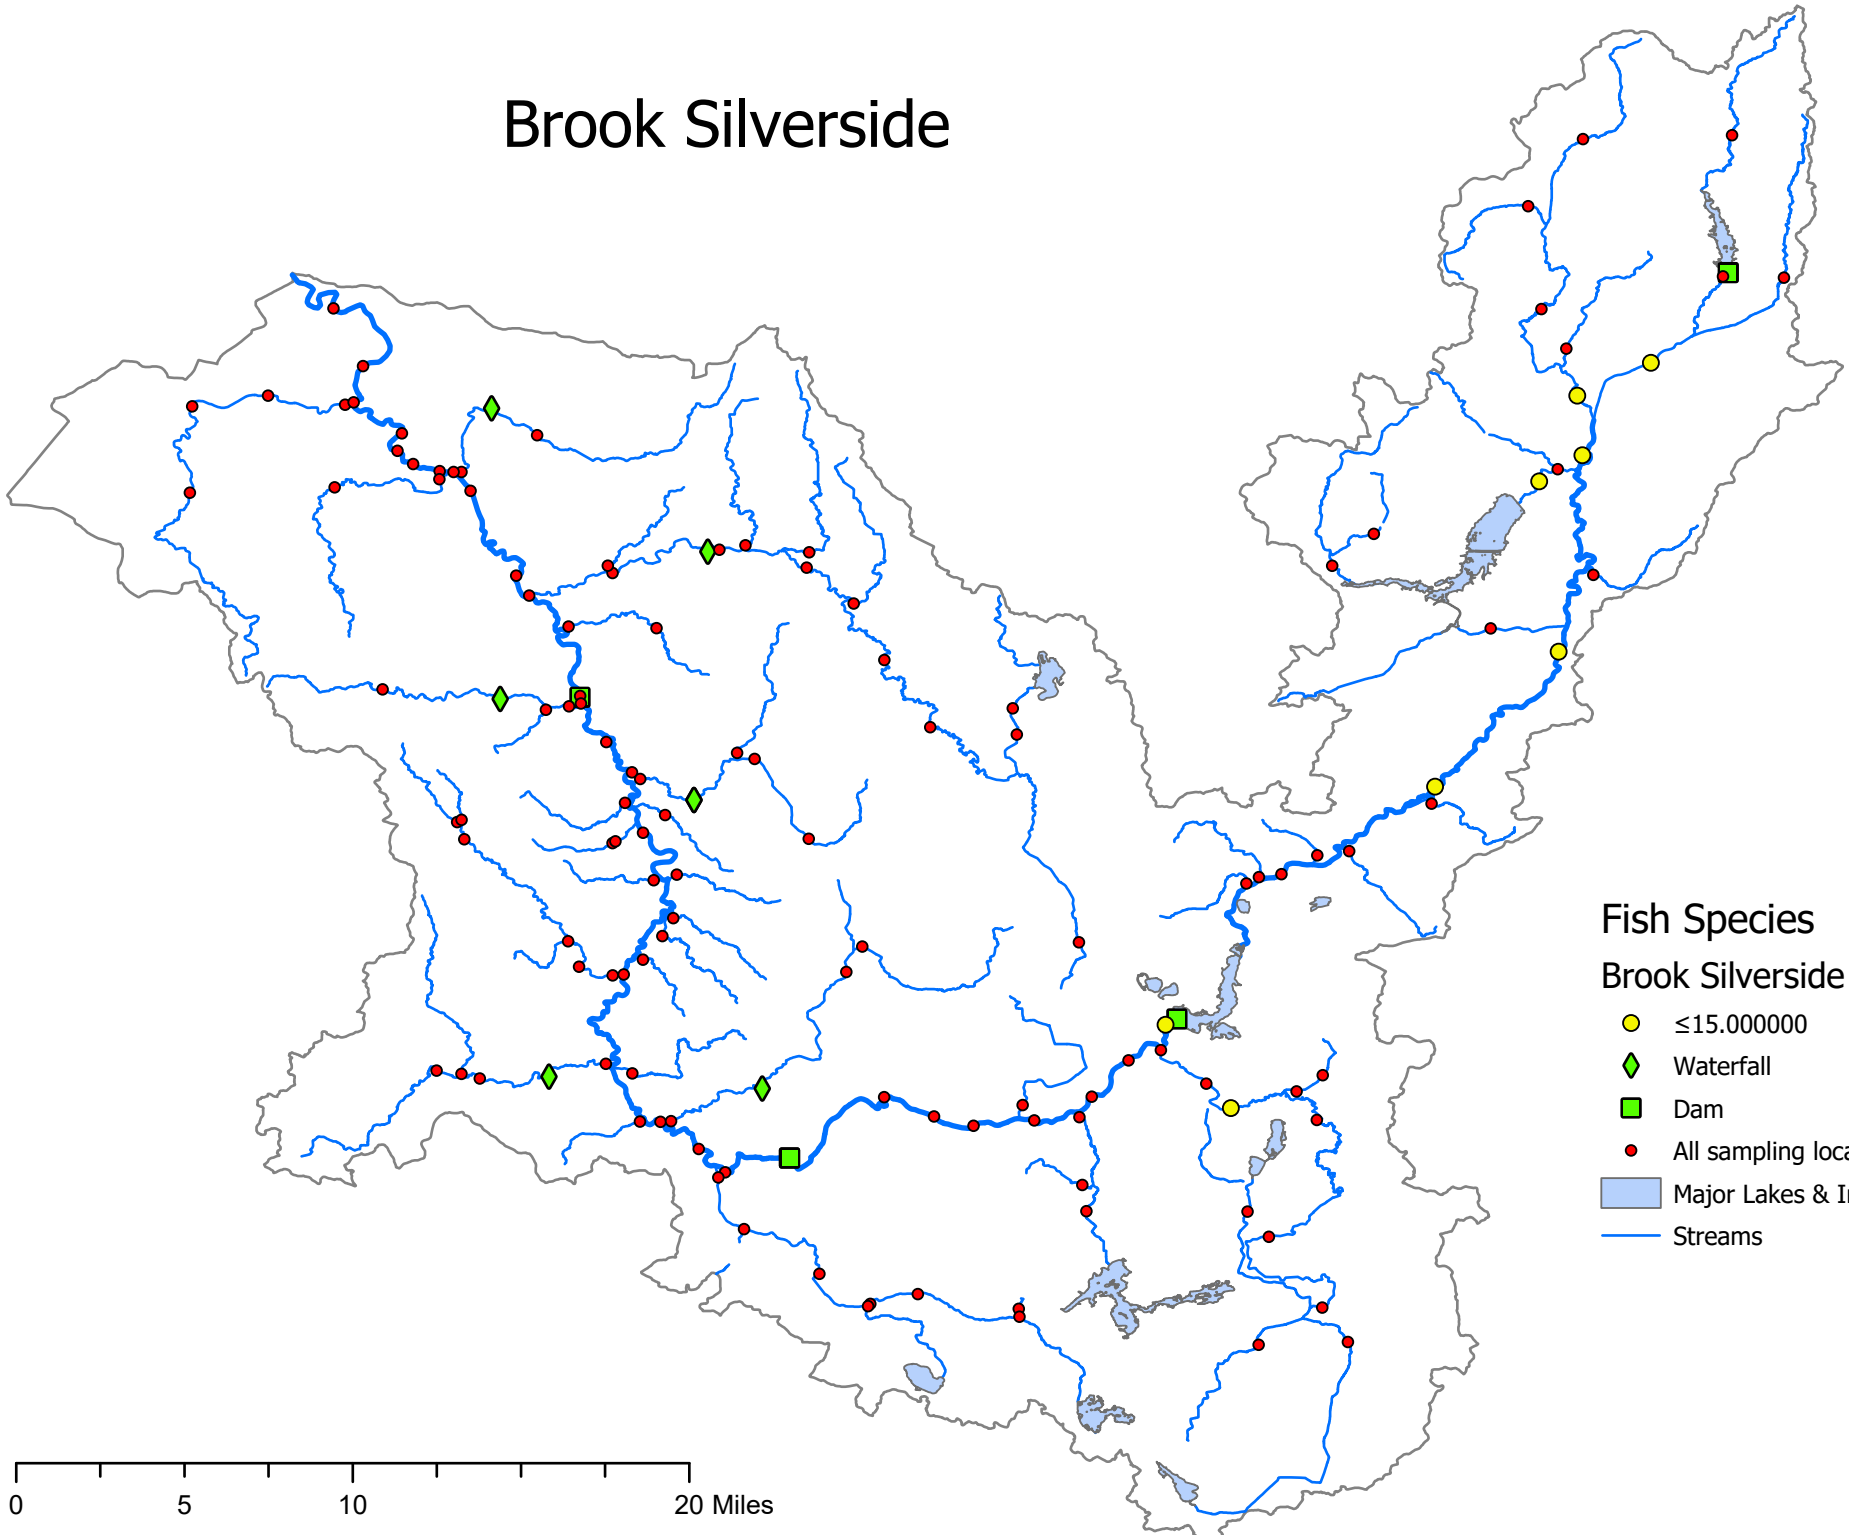 Brook Silverside
Fish Species
Brook Silverside
≤15.000000
Waterfall
Dam
All sampling loca
Major Lakes & I
Streams
0 5 10 20 Miles